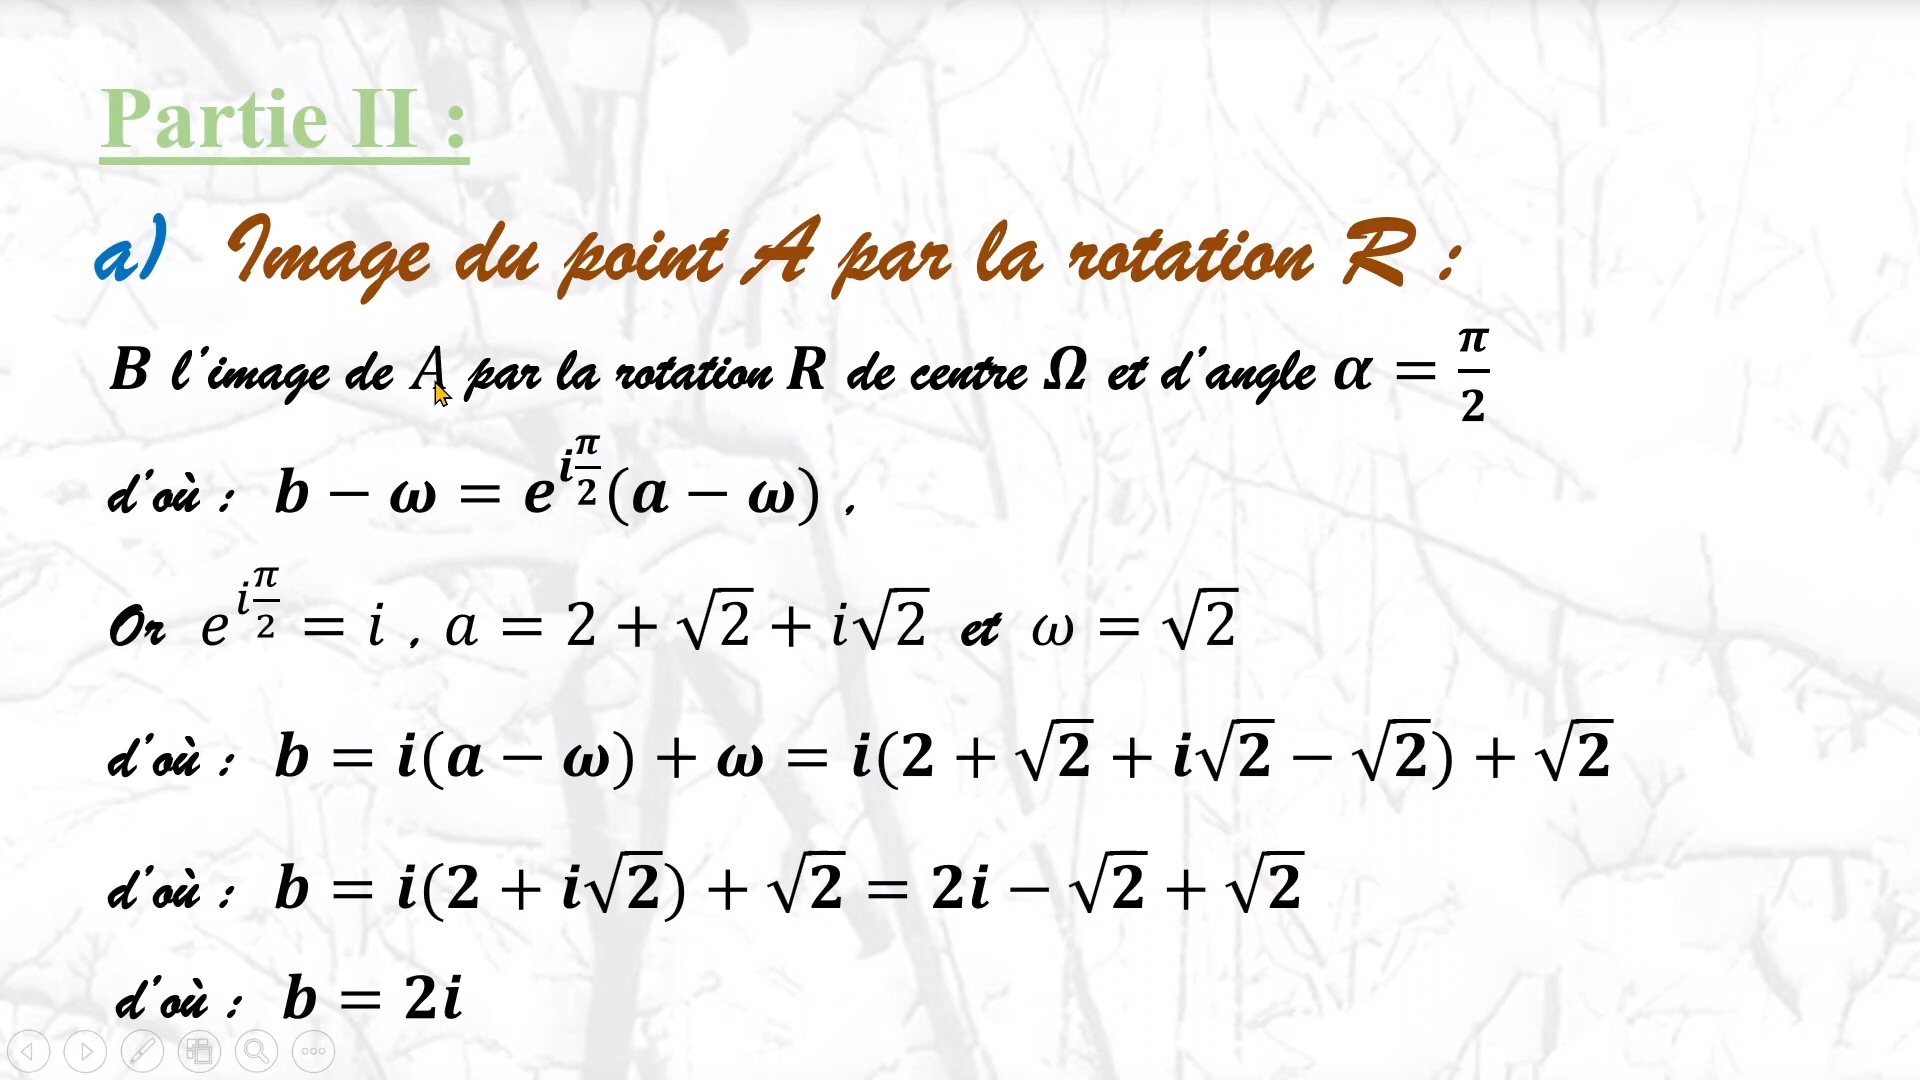 Partie II :
a) Image du point A par la rotation R :
B l'image de A par la rotation R de centre Ω et d'angle α = π/2
d'où : b − ω = e^{iπ/2}(a − ω) ,
Or e^{iπ/2} = i , a = 2 + √2 + i√2 et ω = √2
d'où : b = i(a − ω) + ω = i(2 + √2 + i√2 − √2) + √2
d'où : b = i(2 + i√2) + √2 = 2i − √2 + √2
d'où : b = 2i